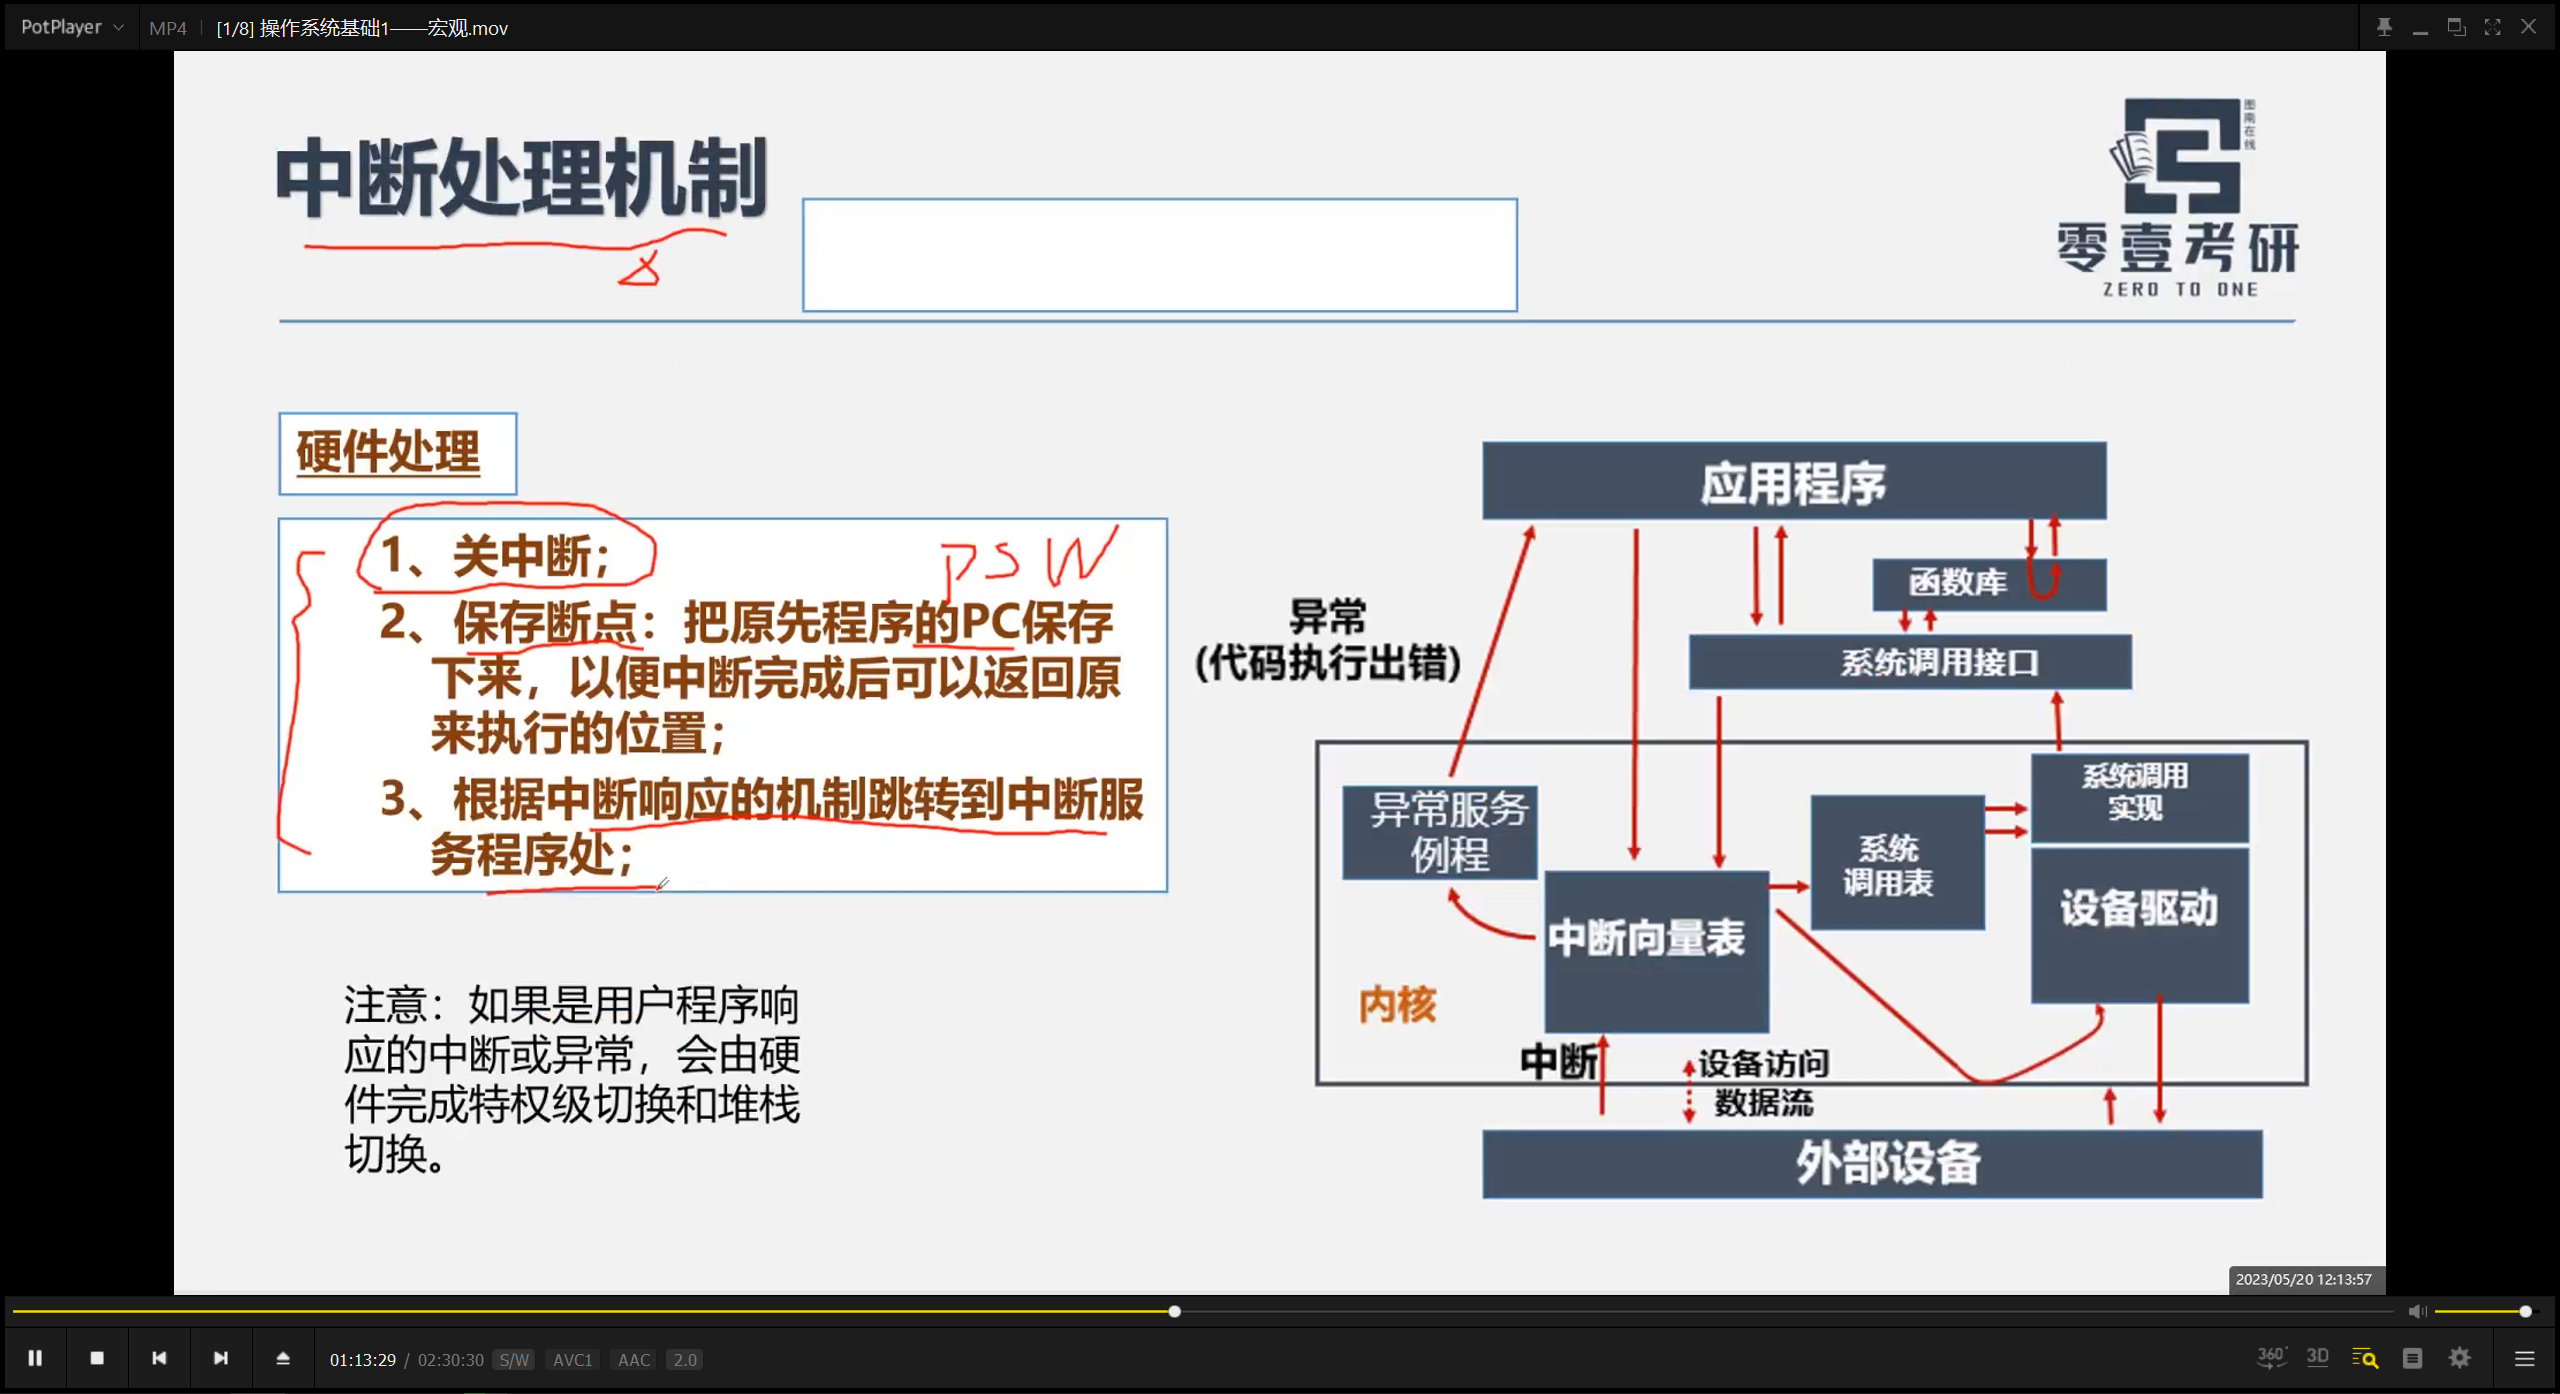 PotPlayer
MP4
[1/8] 操作系统基础1——宏观.mov
中断处理机制
图南在线
零壹考研
ZERO TO ONE
硬件处理
PSW
1、关中断；
2、保存断点：把原先程序的PC保存
下来，以便中断完成后可以返回原
来执行的位置；
3、根据中断响应的机制跳转到中断服
务程序处；
注意：如果是用户程序响
应的中断或异常，会由硬
件完成特权级切换和堆栈
切换。
应用程序
函数库
异常
(代码执行出错)
系统调用接口
异常服务
例程
系统
调用表
系统调用
实现
中断向量表
设备驱动
内核
中断
设备访问
数据流
外部设备
2023/05/20 12:13:57
01:13:29 / 02:30:30 S/W AVC1 AAC 2.0
360° 3D